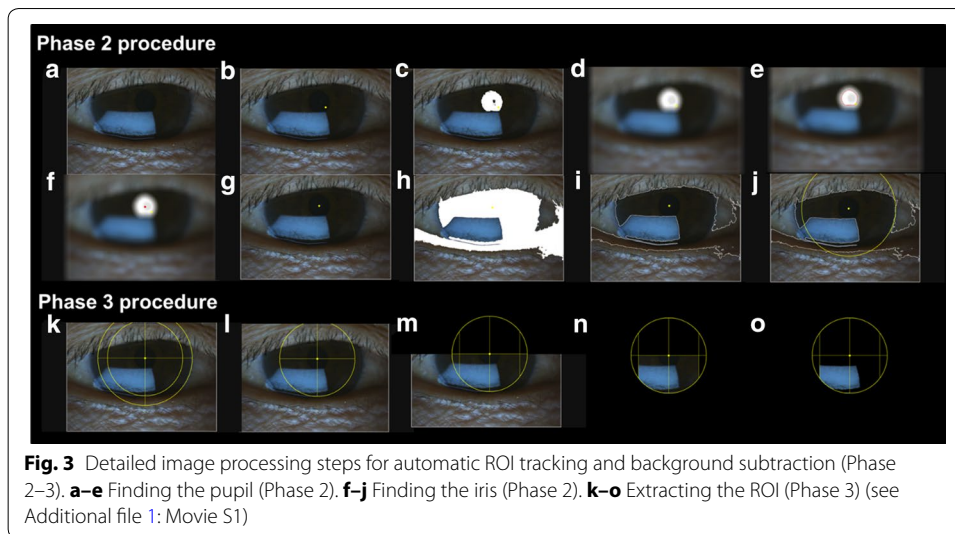 Phase 2 procedure
a b c d e
f g h i j
Phase 3 procedure
k l m n o
Fig. 3 Detailed image processing steps for automatic ROI tracking and background subtraction (Phase
2–3). a–e Finding the pupil (Phase 2). f–j Finding the iris (Phase 2). k–o Extracting the ROI (Phase 3) (see
Additional file 1: Movie S1)